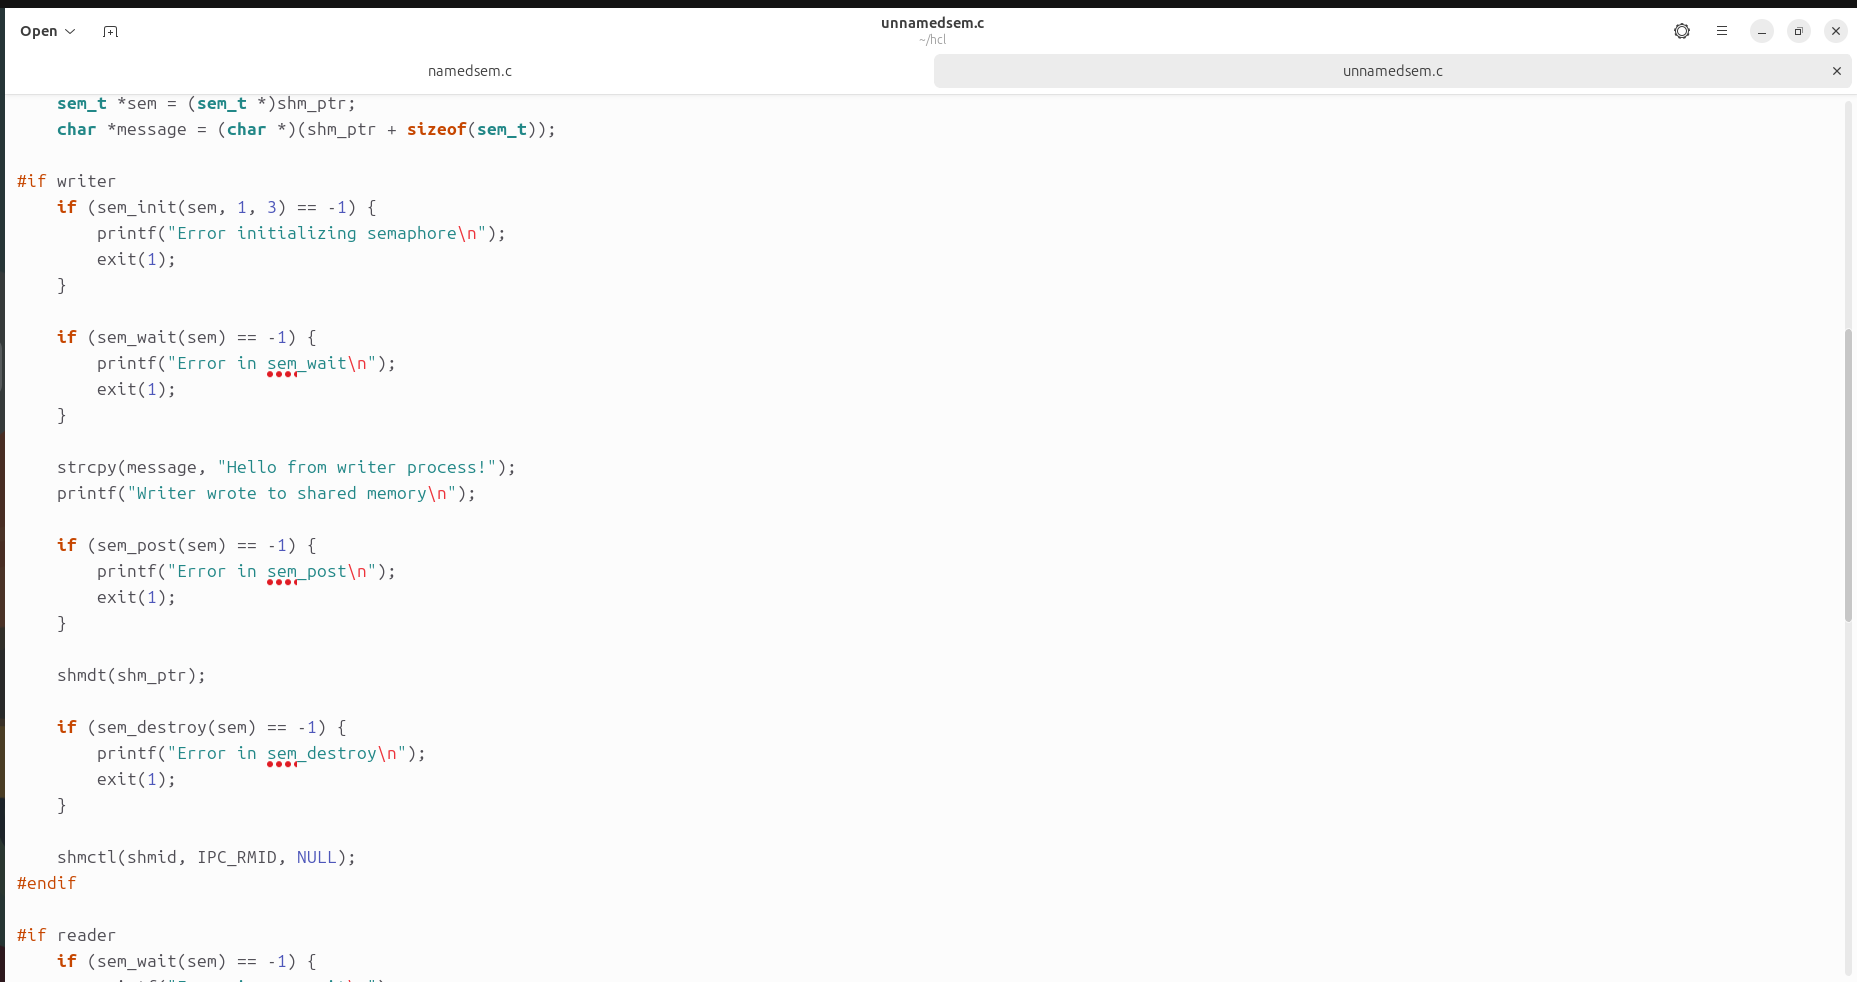 Open
unnamedsem.c
~/hcl
namedsem.c
unnamedsem.c
    sem_t *sem = (sem_t *)shm_ptr;
    char *message = (char *)(shm_ptr + sizeof(sem_t));

#if writer
    if (sem_init(sem, 1, 3) == -1) {
        printf("Error initializing semaphore\n");
        exit(1);
    }

    if (sem_wait(sem) == -1) {
        printf("Error in sem_wait\n");
        exit(1);
    }

    strcpy(message, "Hello from writer process!");
    printf("Writer wrote to shared memory\n");

    if (sem_post(sem) == -1) {
        printf("Error in sem_post\n");
        exit(1);
    }

    shmdt(shm_ptr);

    if (sem_destroy(sem) == -1) {
        printf("Error in sem_destroy\n");
        exit(1);
    }

    shmctl(shmid, IPC_RMID, NULL);
#endif

#if reader
    if (sem_wait(sem) == -1) {